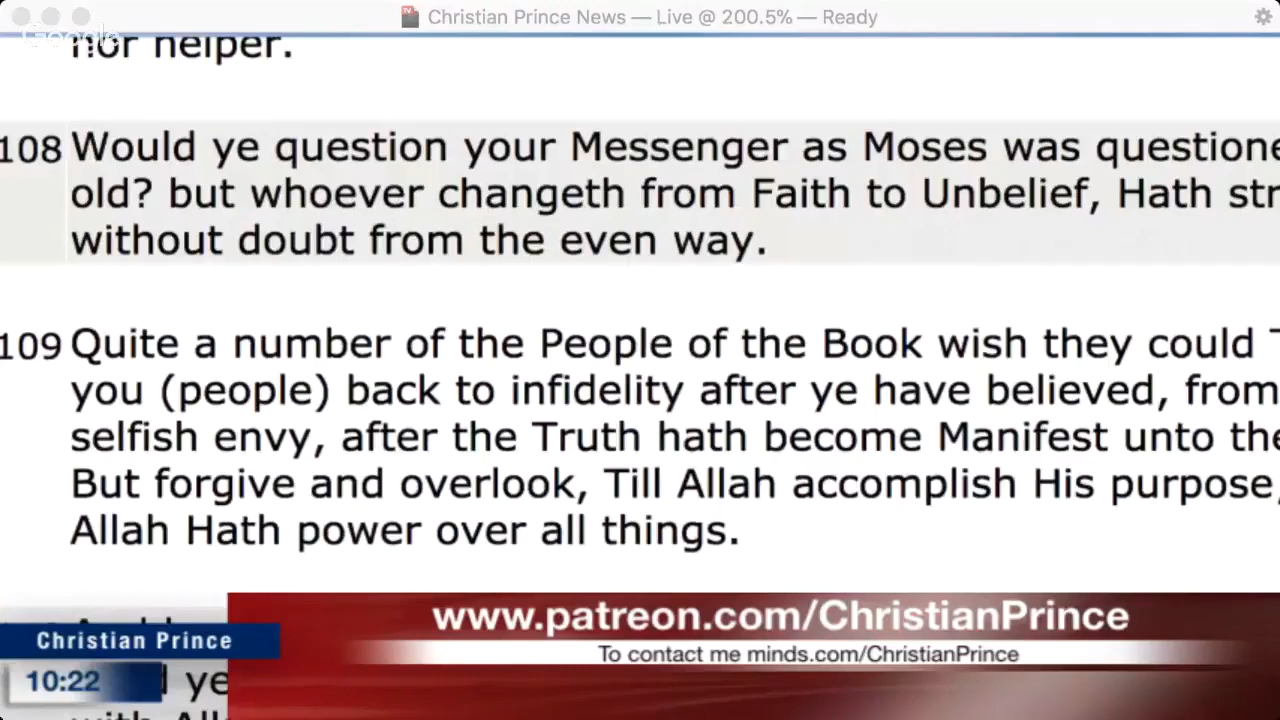 Christian Prince News — Live @ 200.5% — Ready
Google
nor helper.
108 Would ye question your Messenger as Moses was questione
old? but whoever changeth from Faith to Unbelief, Hath str
without doubt from the even way.
109 Quite a number of the People of the Book wish they could T
you (people) back to infidelity after ye have believed, from
selfish envy, after the Truth hath become Manifest unto the
But forgive and overlook, Till Allah accomplish His purpose,
Allah Hath power over all things.
www.patreon.com/ChristianPrince
Christian Prince
To contact me minds.com/ChristianPrince
10:22
ye